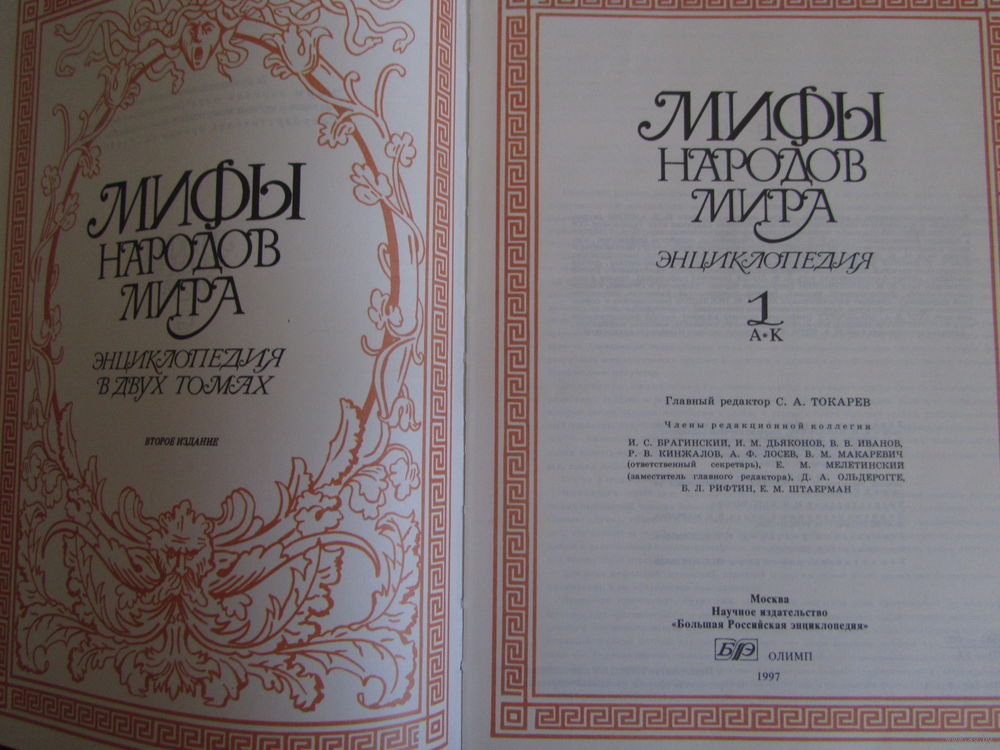 МИФЫ
НАРОДОВ
МИРА
ЭНЦИКЛОПЕДИЯ
В ДВУХ ТОМАХ
ВТОРОЕ ИЗДАНИЕ
МИФЫ
НАРОДОВ
МИРА
ЭНЦИКЛОПЕДИЯ
1
А•К
Главный редактор С. А. ТОКАРЕВ
Члены редакционной коллегии
И. С. БРАГИНСКИЙ, И. М. ДЬЯКОНОВ, В. В. ИВАНОВ,
Р. В. КИНЖАЛОВ, А. Ф. ЛОСЕВ, В. М. МАКАРЕВИЧ
(ответственный секретарь), Е. М. МЕЛЕТИНСКИЙ
(заместитель главного редактора), Д. А. ОЛЬДЕРОГГЕ,
Б. Л. РИФТИН, Е. М. ШТАЕРМАН
Москва
Научное издательство
«Большая Российская энциклопедия»
БРЭ ОЛИМП
1997